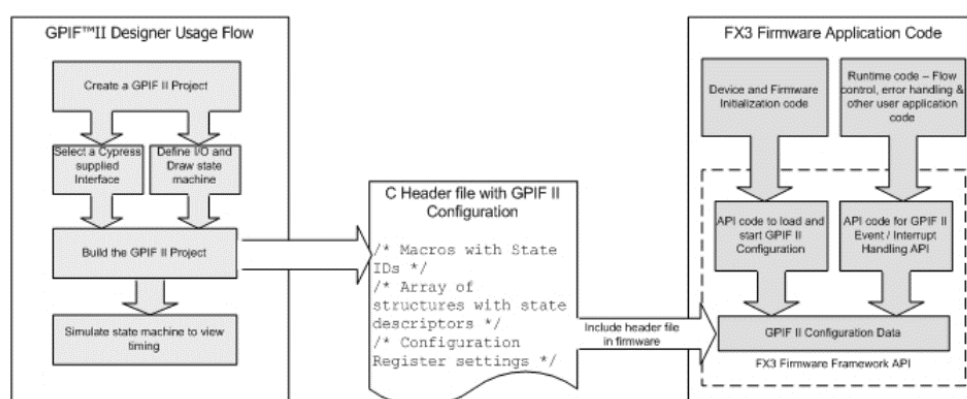 GPIF™II Designer Usage Flow
Create a GPIF II Project
Select a Cypress
supplied
Interface
Define I/O and
Draw state
machine
Build the GPIF II Project
Simulate state machine to view
timing
C Header file with GPIF II
Configuration
/* Macros with State
IDs */
/* Array of
structures with state
descriptors */
/* Configuration
Register settings */
Include header file
in firmware
FX3 Firmware Application Code
Device and Firmware
Initialization code
Runtime code – Flow
control, error handling &
other user application
code
API code to load and
start GPIF II
Configuration
API code for GPIF II
Event / Interrupt
Handling API
GPIF II Configuration Data
FX3 Firmware Framework API